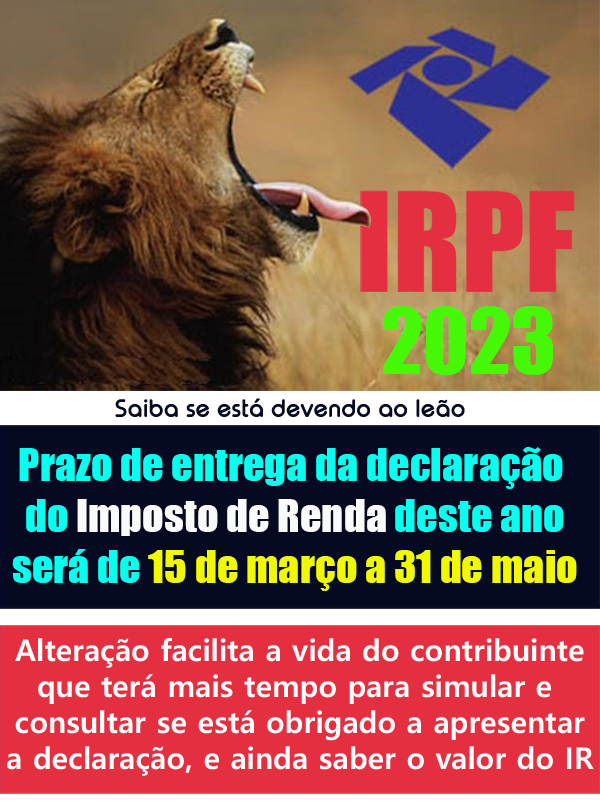 IRPF
2023
Saiba se está devendo ao leão
Prazo de entrega da declaração
do Imposto de Renda deste ano
será de 15 de março a 31 de maio
Alteração facilita a vida do contribuinte
que terá mais tempo para simular e
consultar se está obrigado a apresentar
a declaração, e ainda saber o valor do IR